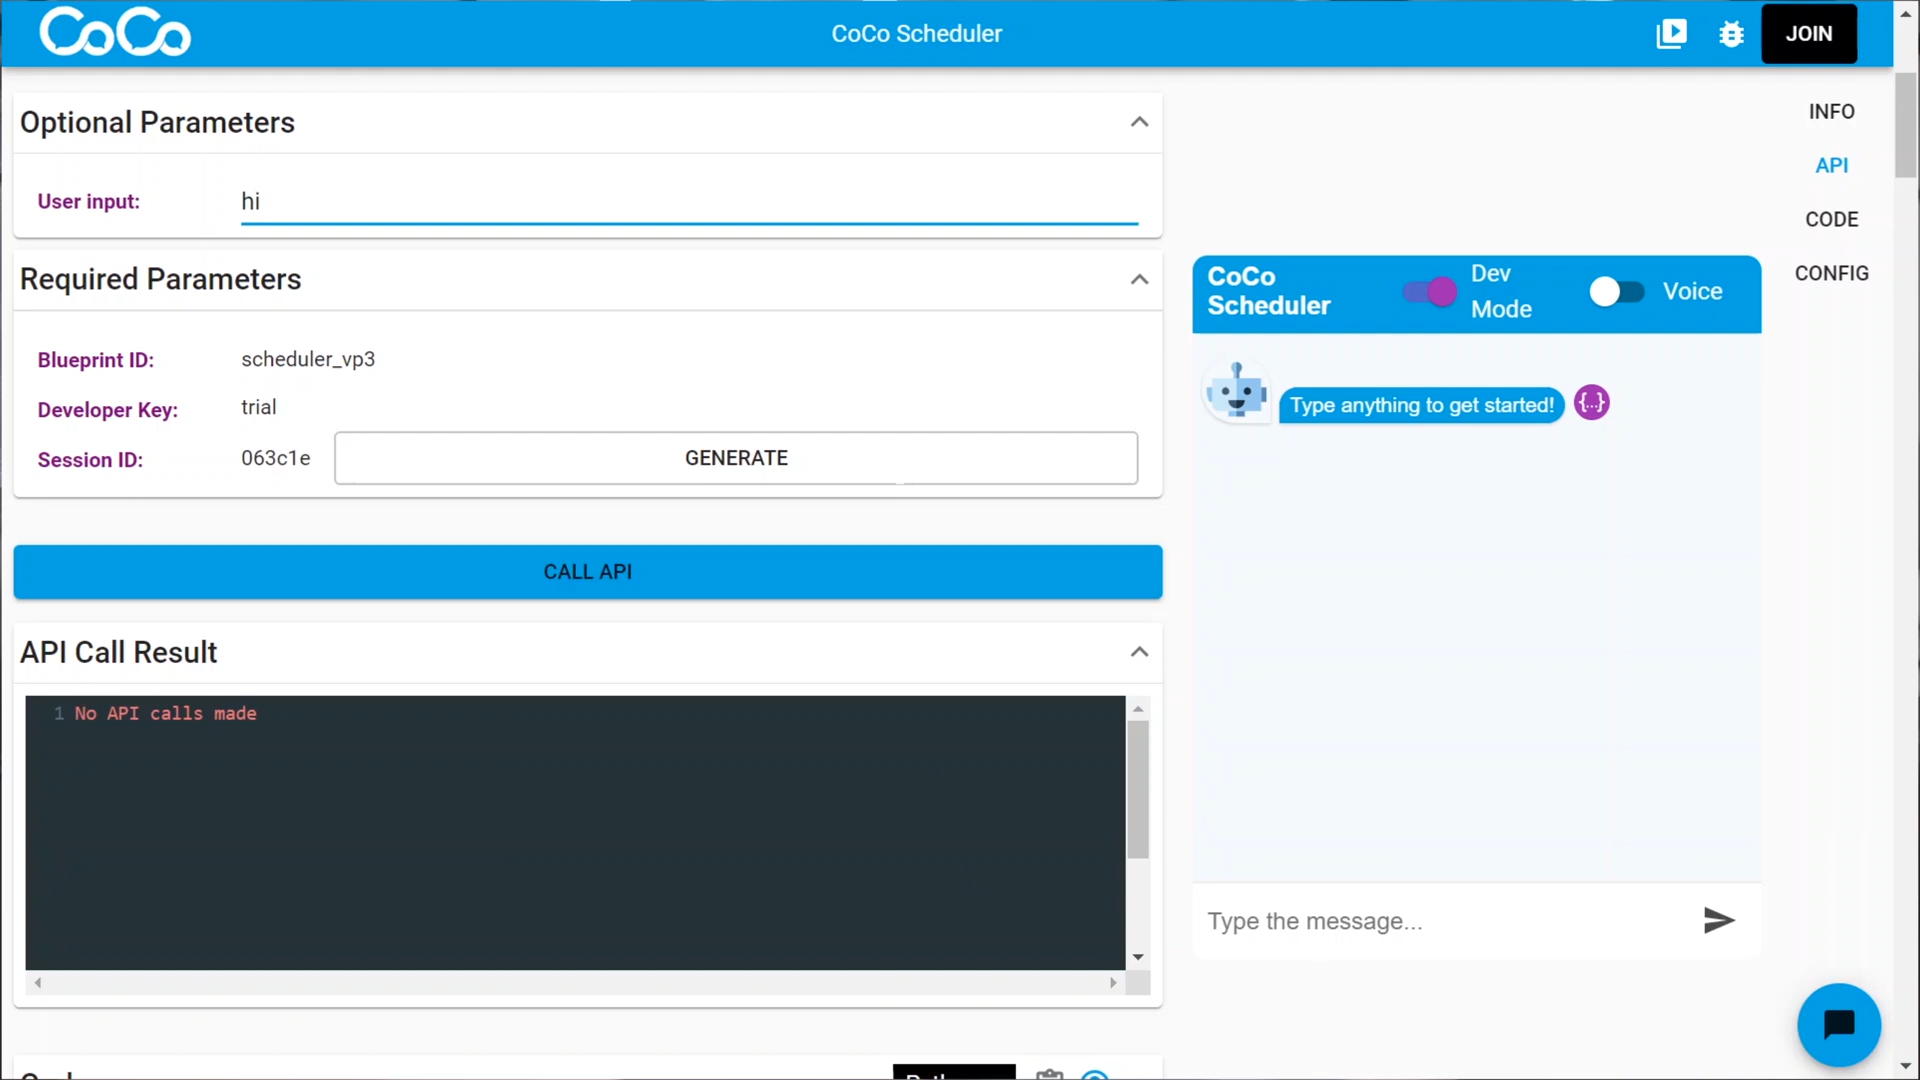 CoCo
CoCo Scheduler
JOIN
Optional Parameters
User input:
hi
Required Parameters
Blueprint ID:
scheduler_vp3
Developer Key:
trial
Session ID:
063c1e
GENERATE
CALL API
API Call Result
1 No API calls made
INFO
API
CODE
CONFIG
CoCo
Scheduler
Dev
Mode
Voice
Type anything to get started!
{...}
Type the message...